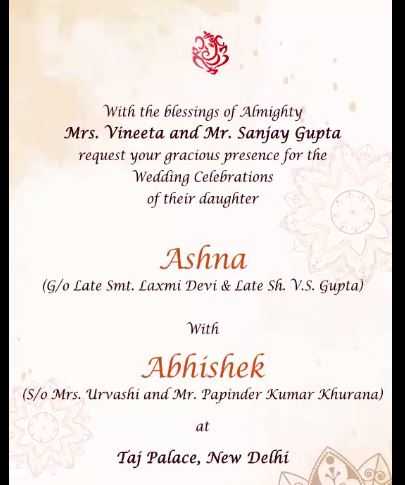 With the blessings of Almighty
Mrs. Vineeta and Mr. Sanjay Gupta
request your gracious presence for the
Wedding Celebrations
of their daughter
Ashna
(G/o Late Smt. Laxmi Devi & Late Sh. V.S. Gupta)
With
Abhishek
(S/o Mrs. Urvashi and Mr. Papinder Kumar Khurana)
at
Taj Palace, New Delhi